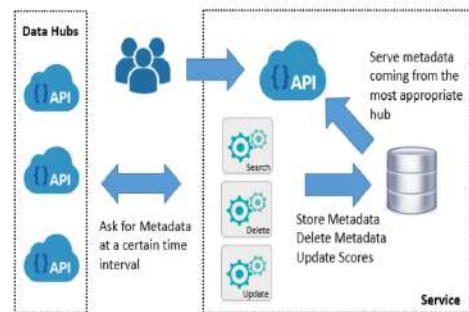 Data Hubs
{} API
{} API
{} API
Ask for Metadata
at a certain time
interval
{} API
Serve metadata
coming from the
most appropriate
hub
Search
Delete
Update
Store Metadata
Delete Metadata
Update Scores
Service